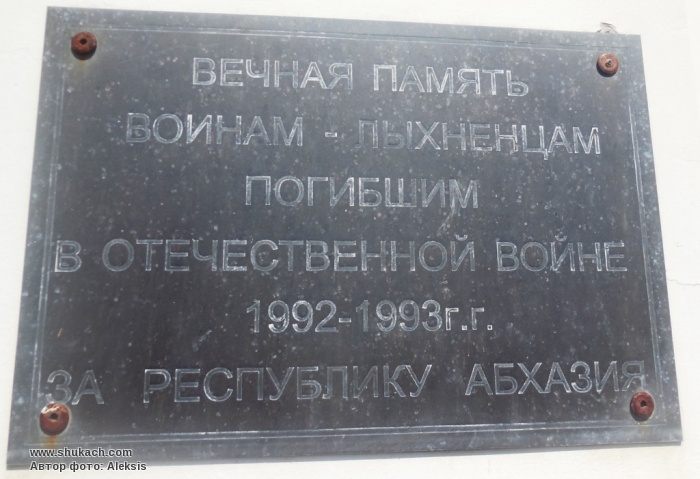 ВЕЧНАЯ ПАМЯТЬ
ВОИНАМ - ЛЫХНЕНЦАМ
ПОГИБШИМ
В ОТЕЧЕСТВЕННОЙ ВОЙНЕ
1992-1993г.г.
ЗА РЕСПУБЛИКУ АБХАЗИЯ
www.shukach.com
Автор фото: Aleksis